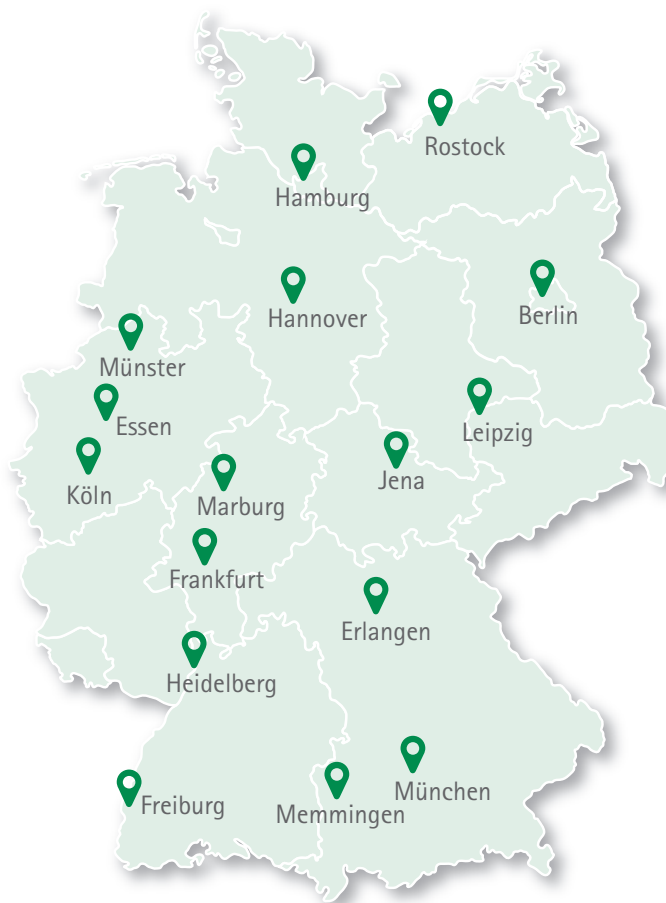 Rostock
Hamburg
Berlin
Hannover
Münster
Essen
Leipzig
Jena
Köln
Marburg
Frankfurt
Erlangen
Heidelberg
München
Freiburg
Memmingen